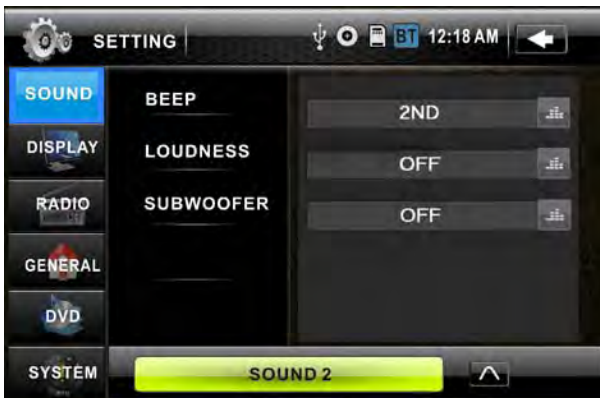 SETTING BT 12:18 AM
SOUND
BEEP 2ND
DISPLAY
LOUDNESS OFF
RADIO
SUBWOOFER OFF
GENERAL
DVD
SYSTEM
SOUND 2